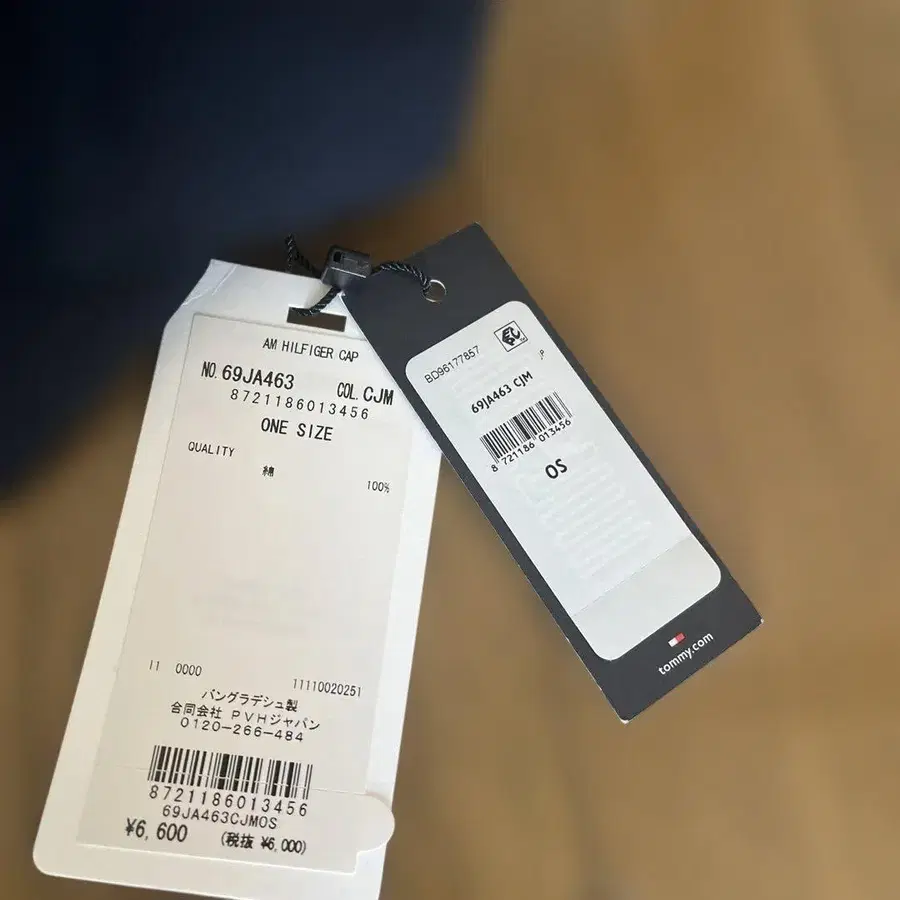 AM HILFIGER CAP
NO. 69JA463 COL. CJM
8721186013456
ONE SIZE
QUALITY
綿
100%
11 0000 11110020251
バングラデシュ製
合同会社 PVHジャパン
0120-266-484
8721186013456
69JA463CJMOS
¥6,600 (税抜 ¥6,000)
BD96177857
JP
69JA463 CJM
8 721186 013456
OS
tommy.com